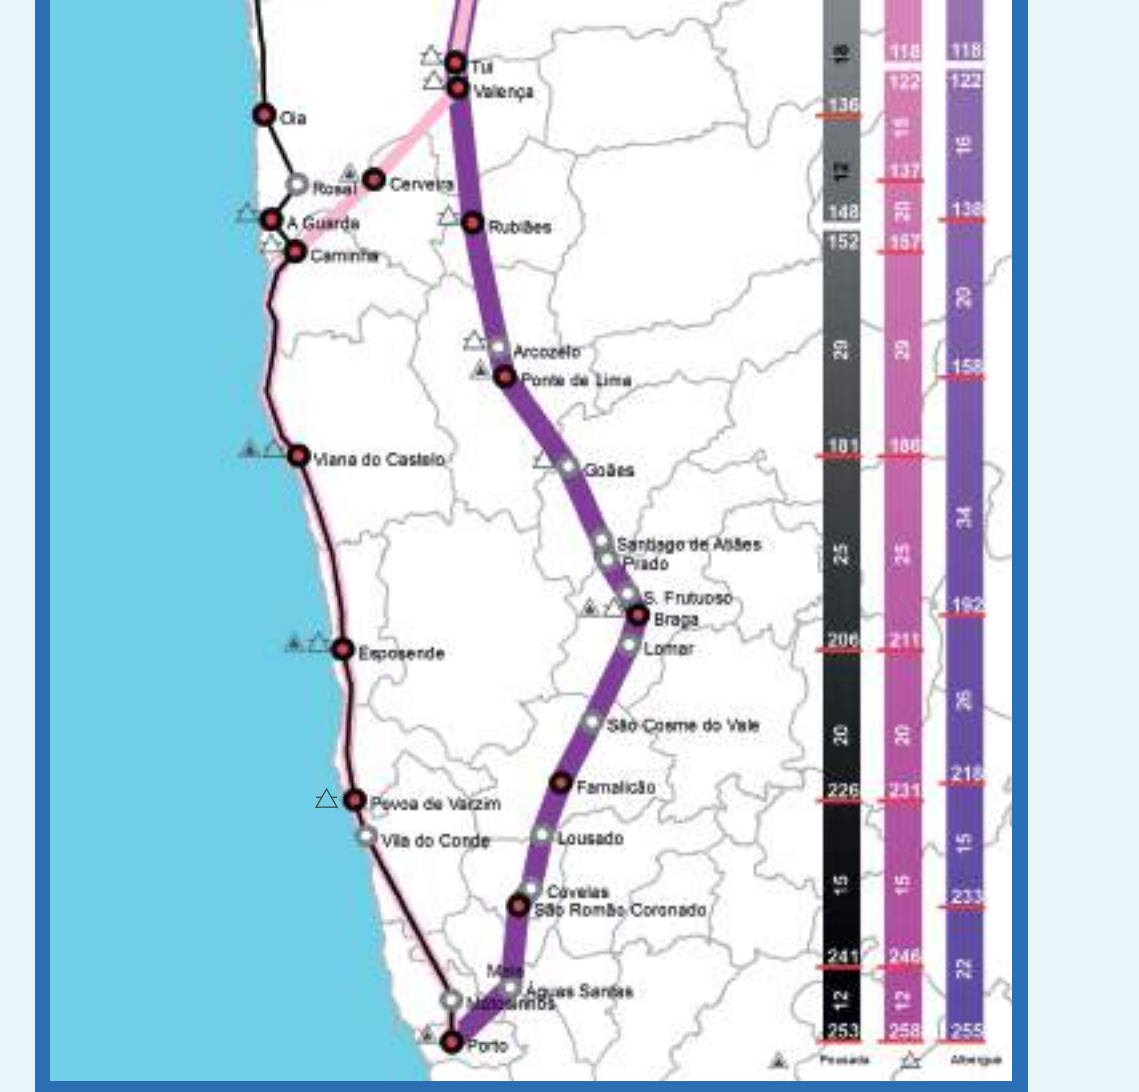 Tui
Valença
Oia
Rosal
Cerveira
A Guarda
Rubiães
Caminha
Arcozelo
Ponte de Lima
Viana do Castelo
Goães
Santiago de Atiães
Prado
S. Frutuoso
Braga
Lomar
Esposende
São Cosme do Vale
Famalicão
Povoa de Varzim
Vila do Conde
Lousado
Covelas
São Romão Coronado
Maia
Águas Santas
Matosinhos
Porto
18
136
12
148
152
29
181
25
206
20
226
15
241
12
253
118
122
15
137
20
157
29
186
25
211
20
231
15
246
12
258
118
122
16
138
20
158
34
192
26
218
15
233
22
255
Pousada
Albergue